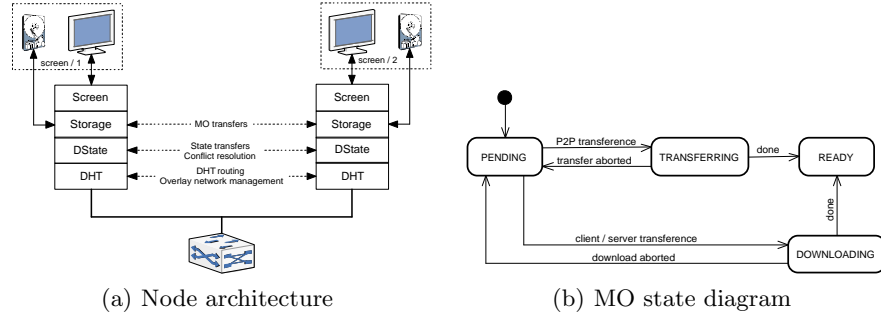 screen / 1
screen / 2
Screen
Screen
Storage
MO transfers
Storage
DState
State transfers
Conflict resolution
DState
DHT
DHT routing
Overlay network management
DHT
(a) Node architecture
PENDING
P2P transference
transfer aborted
TRANSFERRING
done
READY
done
client / server transference
download aborted
DOWNLOADING
(b) MO state diagram